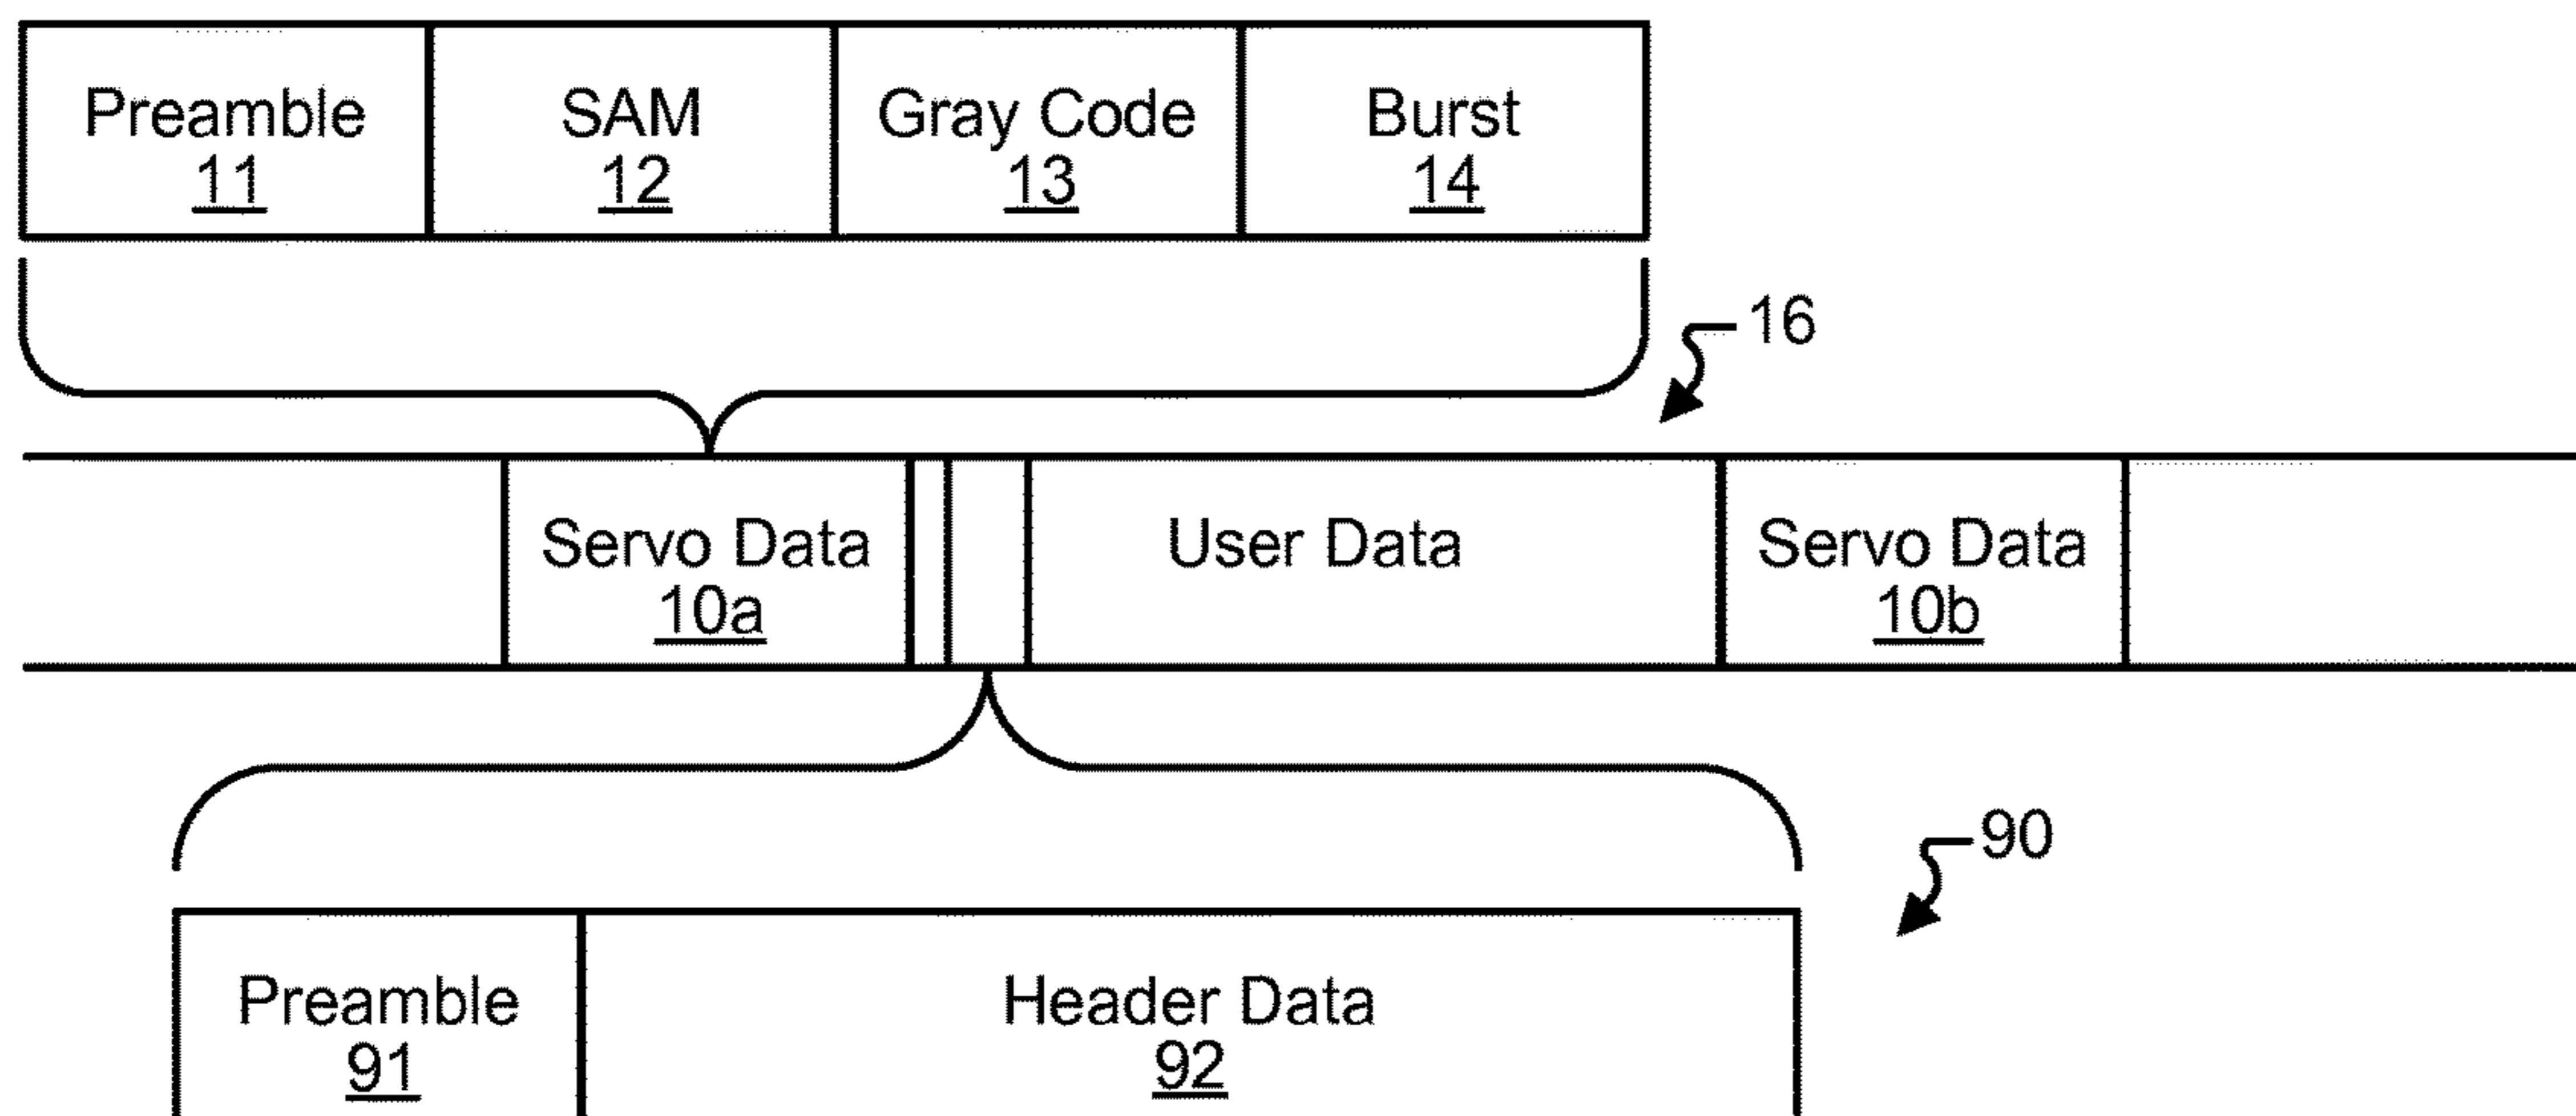 Preamble SAM Gray Code Burst
11 12 13 14
16
Servo Data User Data Servo Data
10a 10b
90
Preamble Header Data
91 92